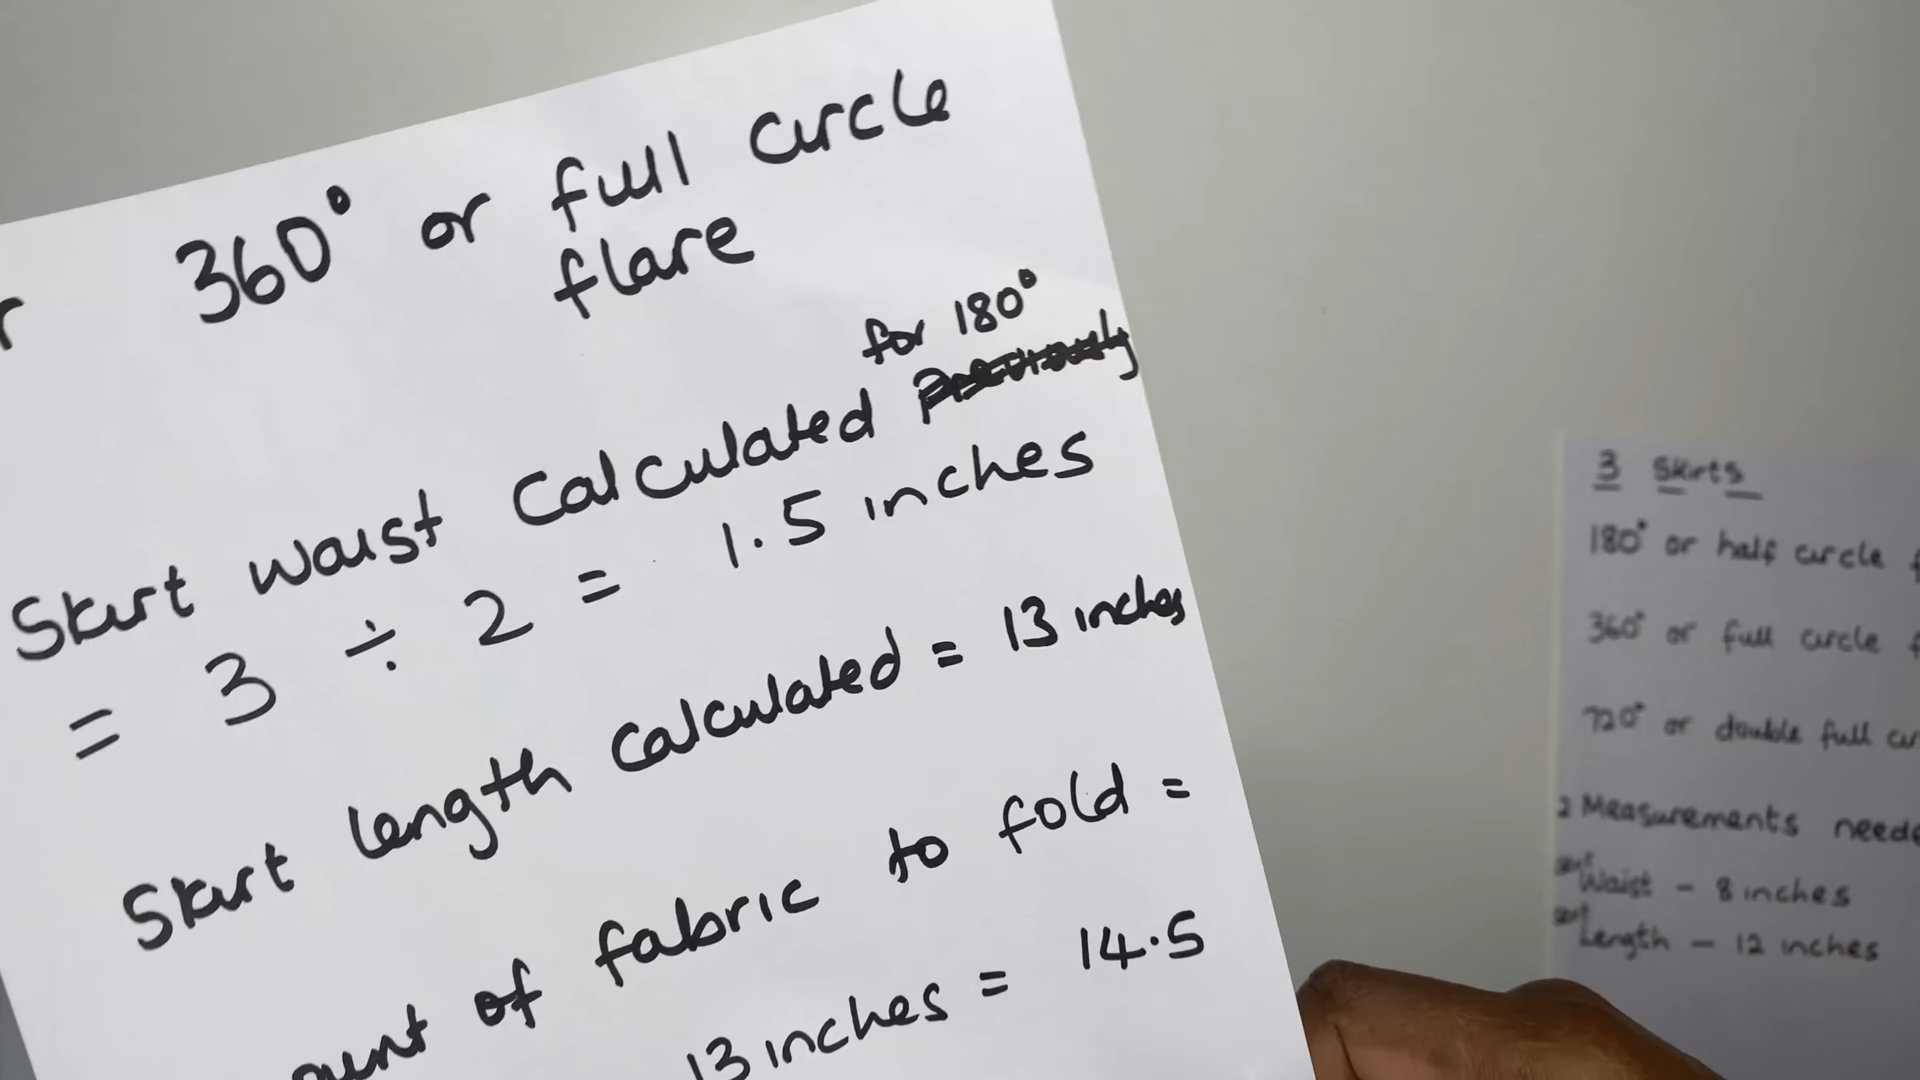 360° or full circle
flare
for 180°
Skirt waist Calculated
= 3 ÷ 2 = 1.5 inches
Skirt length Calculated = 13 inches
of fabric to fold =
13 inches = 14.5
3 Skirts
180° or half circle
360° or full circle
720° or double full
2 Measurements
Waist - 8 inches
Length - 12 inches